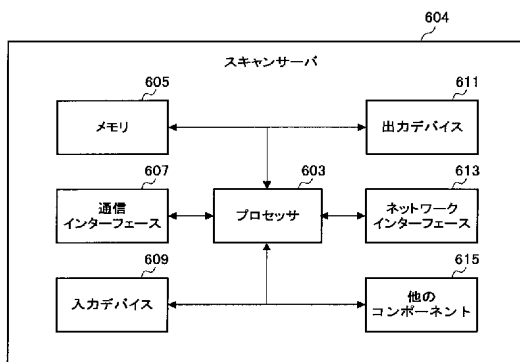 604
スキャンサーバ
605
メモリ
611
出力デバイス
607
通信
インターフェース
603
プロセッサ
613
ネットワーク
インターフェース
609
入力デバイス
615
他の
コンポーネント